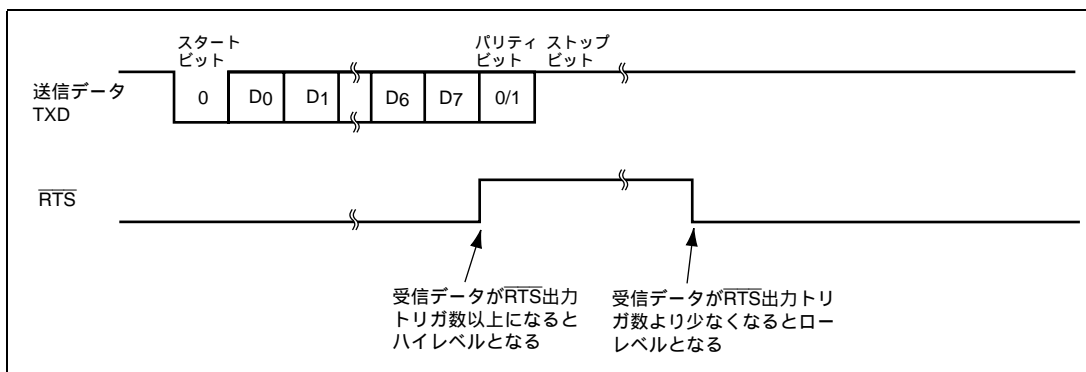 スタート
ビット
パリティ
ビット
ストップ
ビット
送信データ
TXD
0
D0
D1
D6
D7
0/1
RTS
受信データがRTS出力
トリガ数以上になると
ハイレベルとなる
受信データがRTS出力トリ
ガ数より少なくなるとロー
レベルとなる